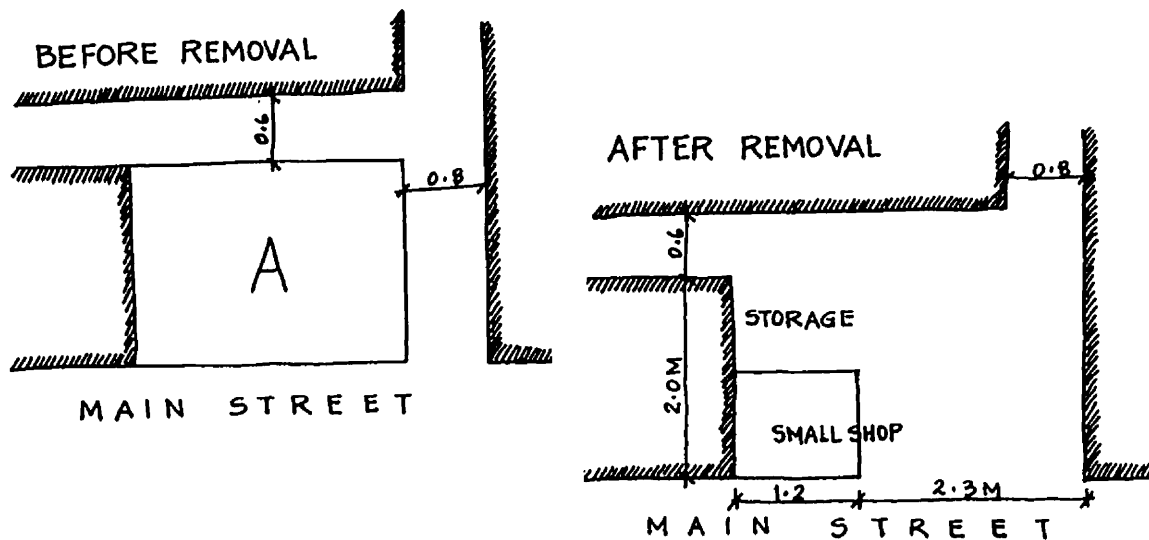 BEFORE REMOVAL
0.6
0.8
A
MAIN STREET
AFTER REMOVAL
0.8
0.6
STORAGE
2.0M
SMALL SHOP
1.2
2.3M
MAIN STREET